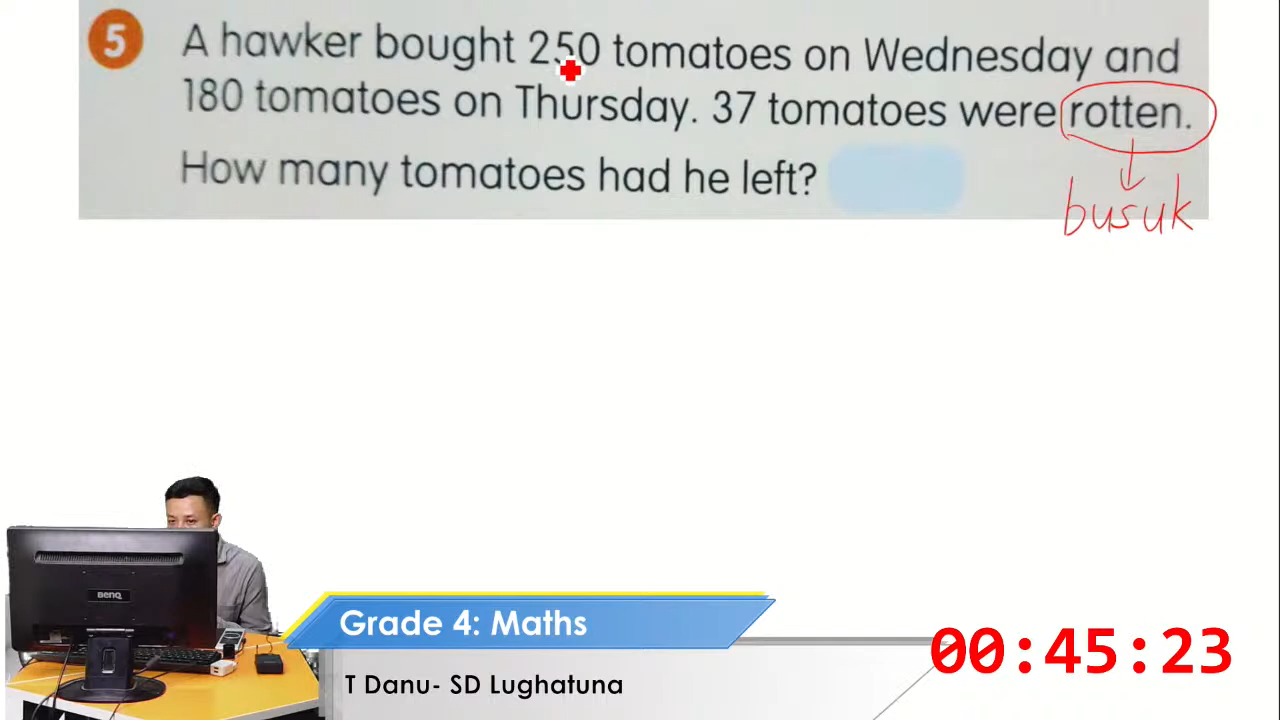 5
A hawker bought 250 tomatoes on Wednesday and
180 tomatoes on Thursday. 37 tomatoes were rotten.
How many tomatoes had he left?
busuk
BENQ
Grade 4: Maths
T Danu- SD Lughatuna
00:45:23